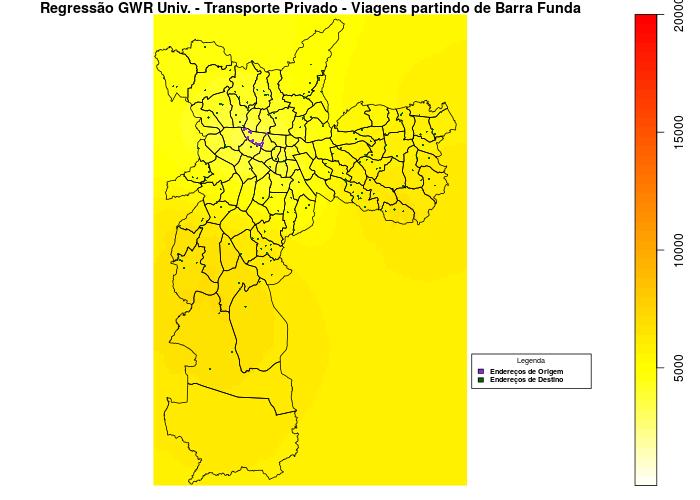 Regressão GWR Univ. - Transporte Privado - Viagens partindo de Barra Funda
20000
15000
10000
5000
Legenda
Endereços de Origem
Endereços de Destino